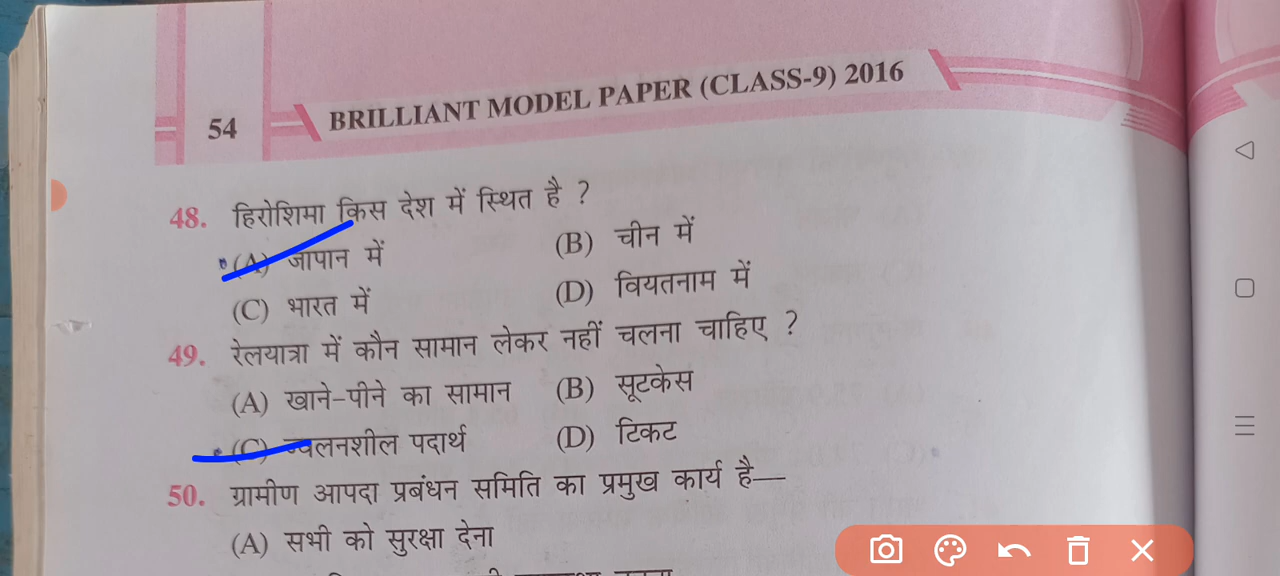 54
BRILLIANT MODEL PAPER (CLASS-9) 2016
48. हिरोशिमा किस देश में स्थित है ?
(A) जापान में (B) चीन में
(C) भारत में (D) वियतनाम में
49. रेलयात्रा में कौन सामान लेकर नहीं चलना चाहिए ?
(A) खाने-पीने का सामान (B) सूटकेस
(C) ज्वलनशील पदार्थ (D) टिकट
50. ग्रामीण आपदा प्रबंधन समिति का प्रमुख कार्य है—
(A) सभी को सुरक्षा देना